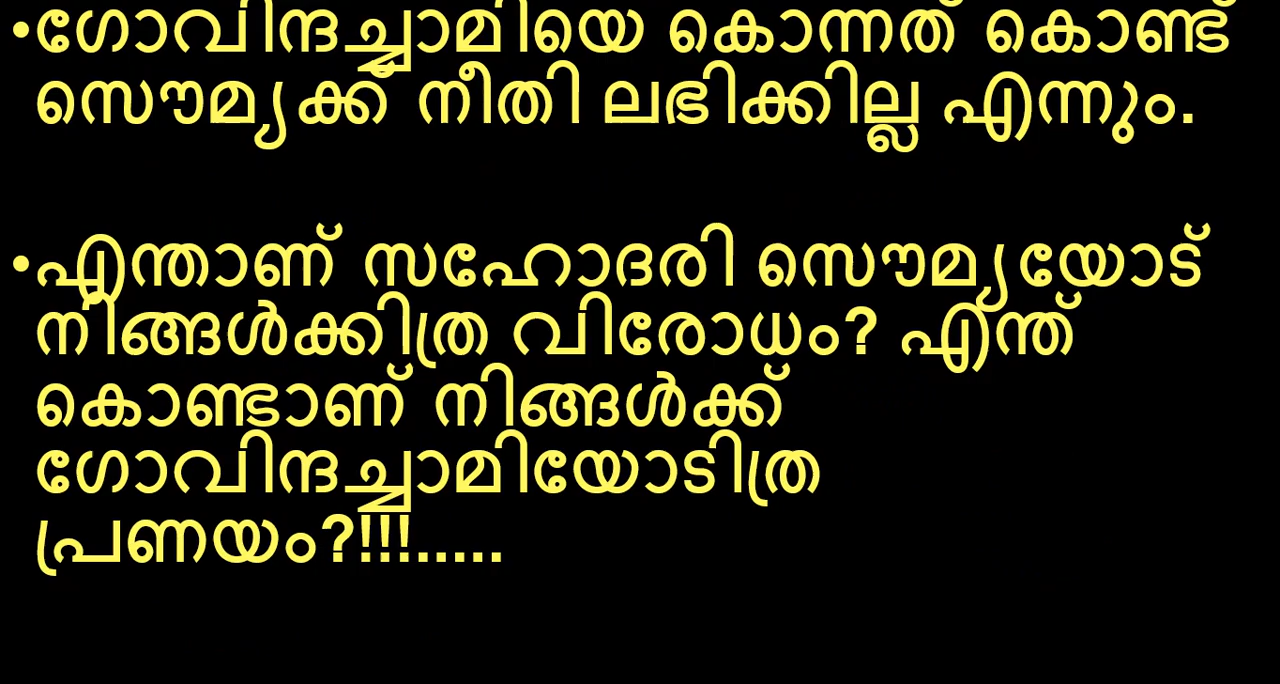 •ഗോവിന്ദച്ചാമിയെ കൊന്നത് കൊണ്ട്
സൌമ്യക്ക് നീതി ലഭിക്കില്ല എന്നും.
•എന്താണ് സഹോദരി സൌമ്യയോട്
നിങ്ങൾക്കിത്ര വിരോധം? എന്ത്
കൊണ്ടാണ് നിങ്ങൾക്ക്
ഗോവിന്ദച്ചാമിയോടിത്ര
പ്രണയം?!!!.....